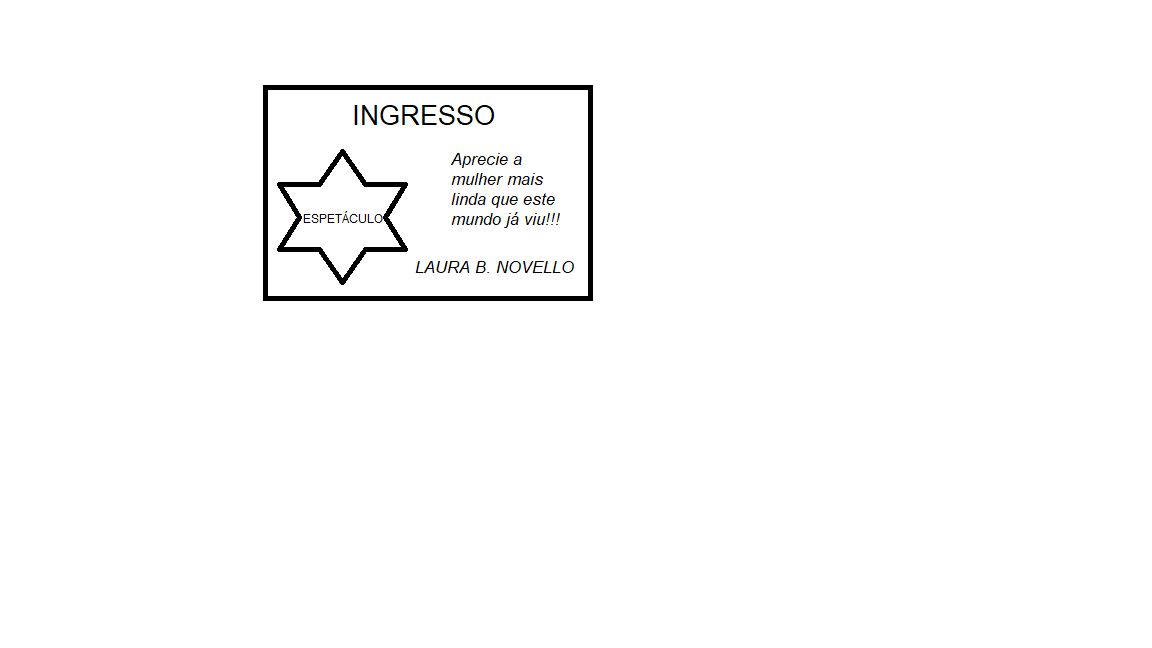 INGRESSO
ESPETÁCULO
Aprecie a
mulher mais
linda que este
mundo já viu!!!
LAURA B. NOVELLO